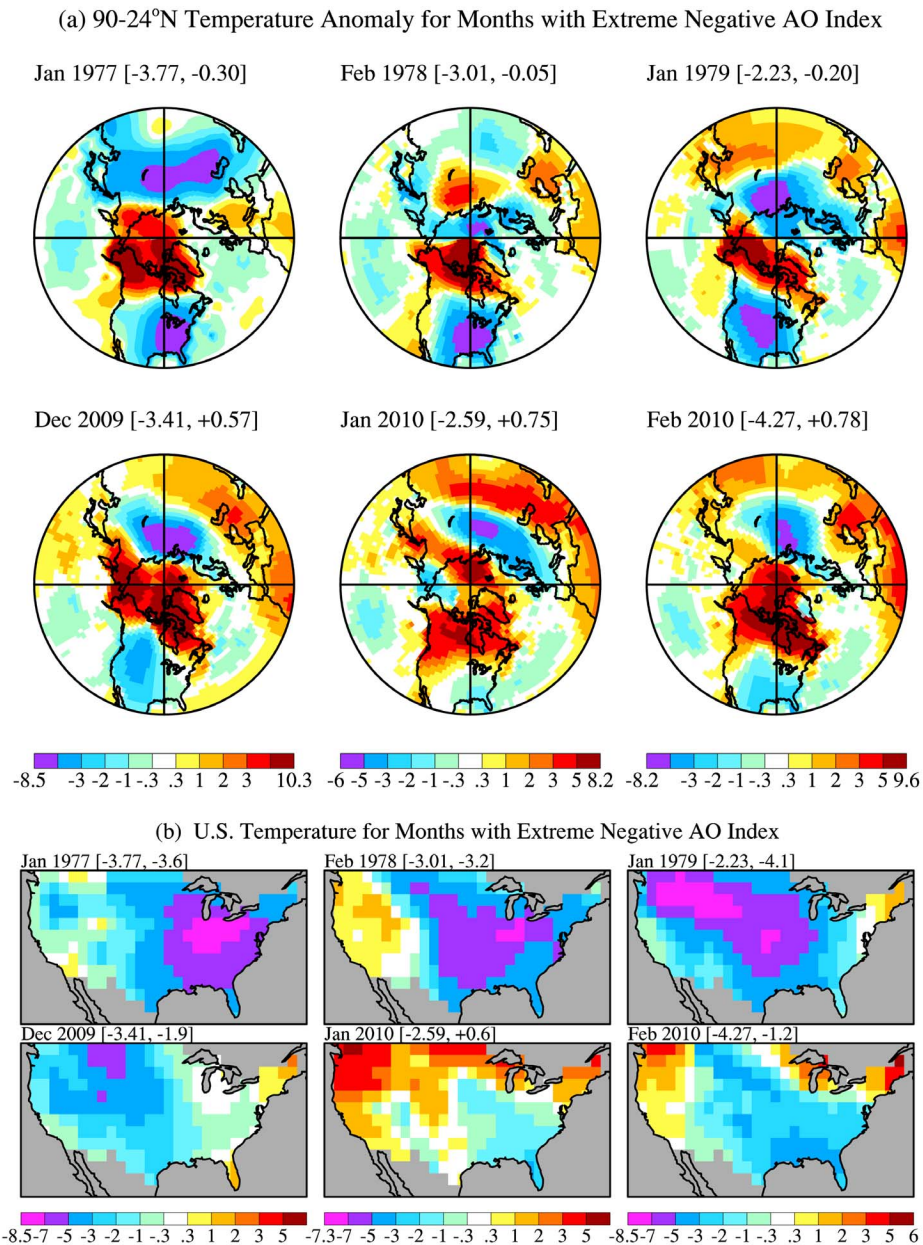 (a) 90-24°N Temperature Anomaly for Months with Extreme Negative AO Index
Jan 1977 [-3.77, -0.30] Feb 1978 [-3.01, -0.05] Jan 1979 [-2.23, -0.20]
Dec 2009 [-3.41, +0.57] Jan 2010 [-2.59, +0.75] Feb 2010 [-4.27, +0.78]
-8.5 -3 -2 -1 -.3 .3 1 2 3 10.3 -6 -5 -3 -2 -1 -.3 .3 1 2 3 5 8.2 -8.2 -3 -2 -1 -.3 .3 1 2 3 5 9.6
(b) U.S. Temperature for Months with Extreme Negative AO Index
Jan 1977 [-3.77, -3.6] Feb 1978 [-3.01, -3.2] Jan 1979 [-2.23, -4.1]
Dec 2009 [-3.41, -1.9] Jan 2010 [-2.59, +0.6] Feb 2010 [-4.27, -1.2]
-8.5 -7 -5 -3 -2 -1 -.3 .3 1 2 3 5 -7.3 -7 -5 -3 -2 -1 -.3 .3 1 2 3 5 6 -8.5 -7 -5 -3 -2 -1 -.3 .3 1 2 3 5 6